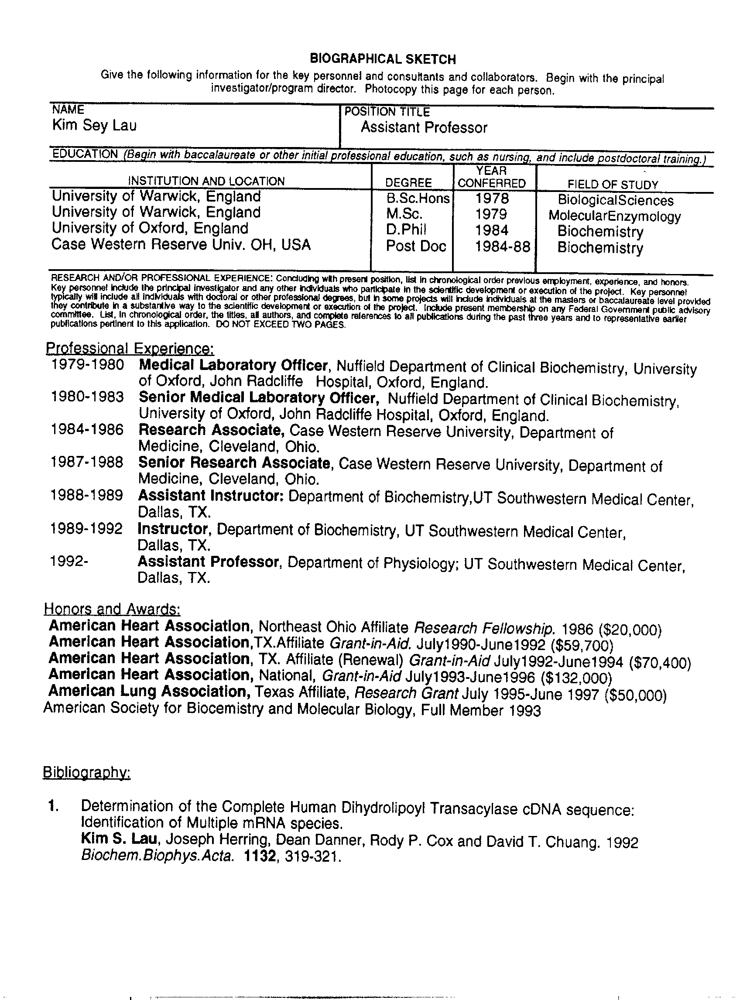 BIOGRAPHICAL SKETCH
Give the following information for the key personnel and consultants and collaborators. Begin with the principal
investigator/program director. Photocopy this page for each person.
NAME
Kim Sey Lau
POSITION TITLE
Assistant Professor
EDUCATION (Begin with baccalaureate or other initial professional education, such as nursing, and include postdoctoral training.)
INSTITUTION AND LOCATION DEGREE YEAR CONFERRED FIELD OF STUDY
University of Warwick, England B.Sc.Hons 1978 BiologicalSciences
University of Warwick, England M.Sc. 1979 MolecularEnzymology
University of Oxford, England D.Phil 1984 Biochemistry
Case Western Reserve Univ. OH, USA Post Doc 1984-88 Biochemistry
RESEARCH AND/OR PROFESSIONAL EXPERIENCE: Concluding with present position, list in chronological order previous employment, experience, and honors.
Key personnel include the principal investigator and any other individuals who participate in the scientific development or execution of the project. Key personnel
typically will include all individuals with doctoral or other professional degrees, but in some projects will include individuals at the masters or baccalaureate level provided
they contribute in a substantive way to the scientific development or execution of the project. Include present membership on any Federal Government public advisory
committee. List, in chronological order, the titles, all authors, and complete references to all publications during the past three years and to representative earlier
publications pertinent to this application. DO NOT EXCEED TWO PAGES.
Professional Experience:
1979-1980 Medical Laboratory Officer, Nuffield Department of Clinical Biochemistry, University
of Oxford, John Radcliffe Hospital, Oxford, England.
1980-1983 Senior Medical Laboratory Officer, Nuffield Department of Clinical Biochemistry,
University of Oxford, John Radcliffe Hospital, Oxford, England.
1984-1986 Research Associate, Case Western Reserve University, Department of
Medicine, Cleveland, Ohio.
1987-1988 Senior Research Associate, Case Western Reserve University, Department of
Medicine, Cleveland, Ohio.
1988-1989 Assistant Instructor: Department of Biochemistry,UT Southwestern Medical Center,
Dallas, TX.
1989-1992 Instructor, Department of Biochemistry, UT Southwestern Medical Center,
Dallas, TX.
1992- Assistant Professor, Department of Physiology; UT Southwestern Medical Center,
Dallas, TX.
Honors and Awards:
American Heart Association, Northeast Ohio Affiliate Research Fellowship. 1986 ($20,000)
American Heart Association,TX.Affiliate Grant-in-Aid. July1990-June1992 ($59,700)
American Heart Association, TX. Affiliate (Renewal) Grant-in-Aid July1992-June1994 ($70,400)
American Heart Association, National, Grant-in-Aid July1993-June1996 ($132,000)
American Lung Association, Texas Affiliate, Research Grant July 1995-June 1997 ($50,000)
American Society for Biocemistry and Molecular Biology, Full Member 1993
Bibliography:
1. Determination of the Complete Human Dihydrolipoyl Transacylase cDNA sequence:
Identification of Multiple mRNA species.
Kim S. Lau, Joseph Herring, Dean Danner, Rody P. Cox and David T. Chuang. 1992
Biochem.Biophys.Acta. 1132, 319-321.